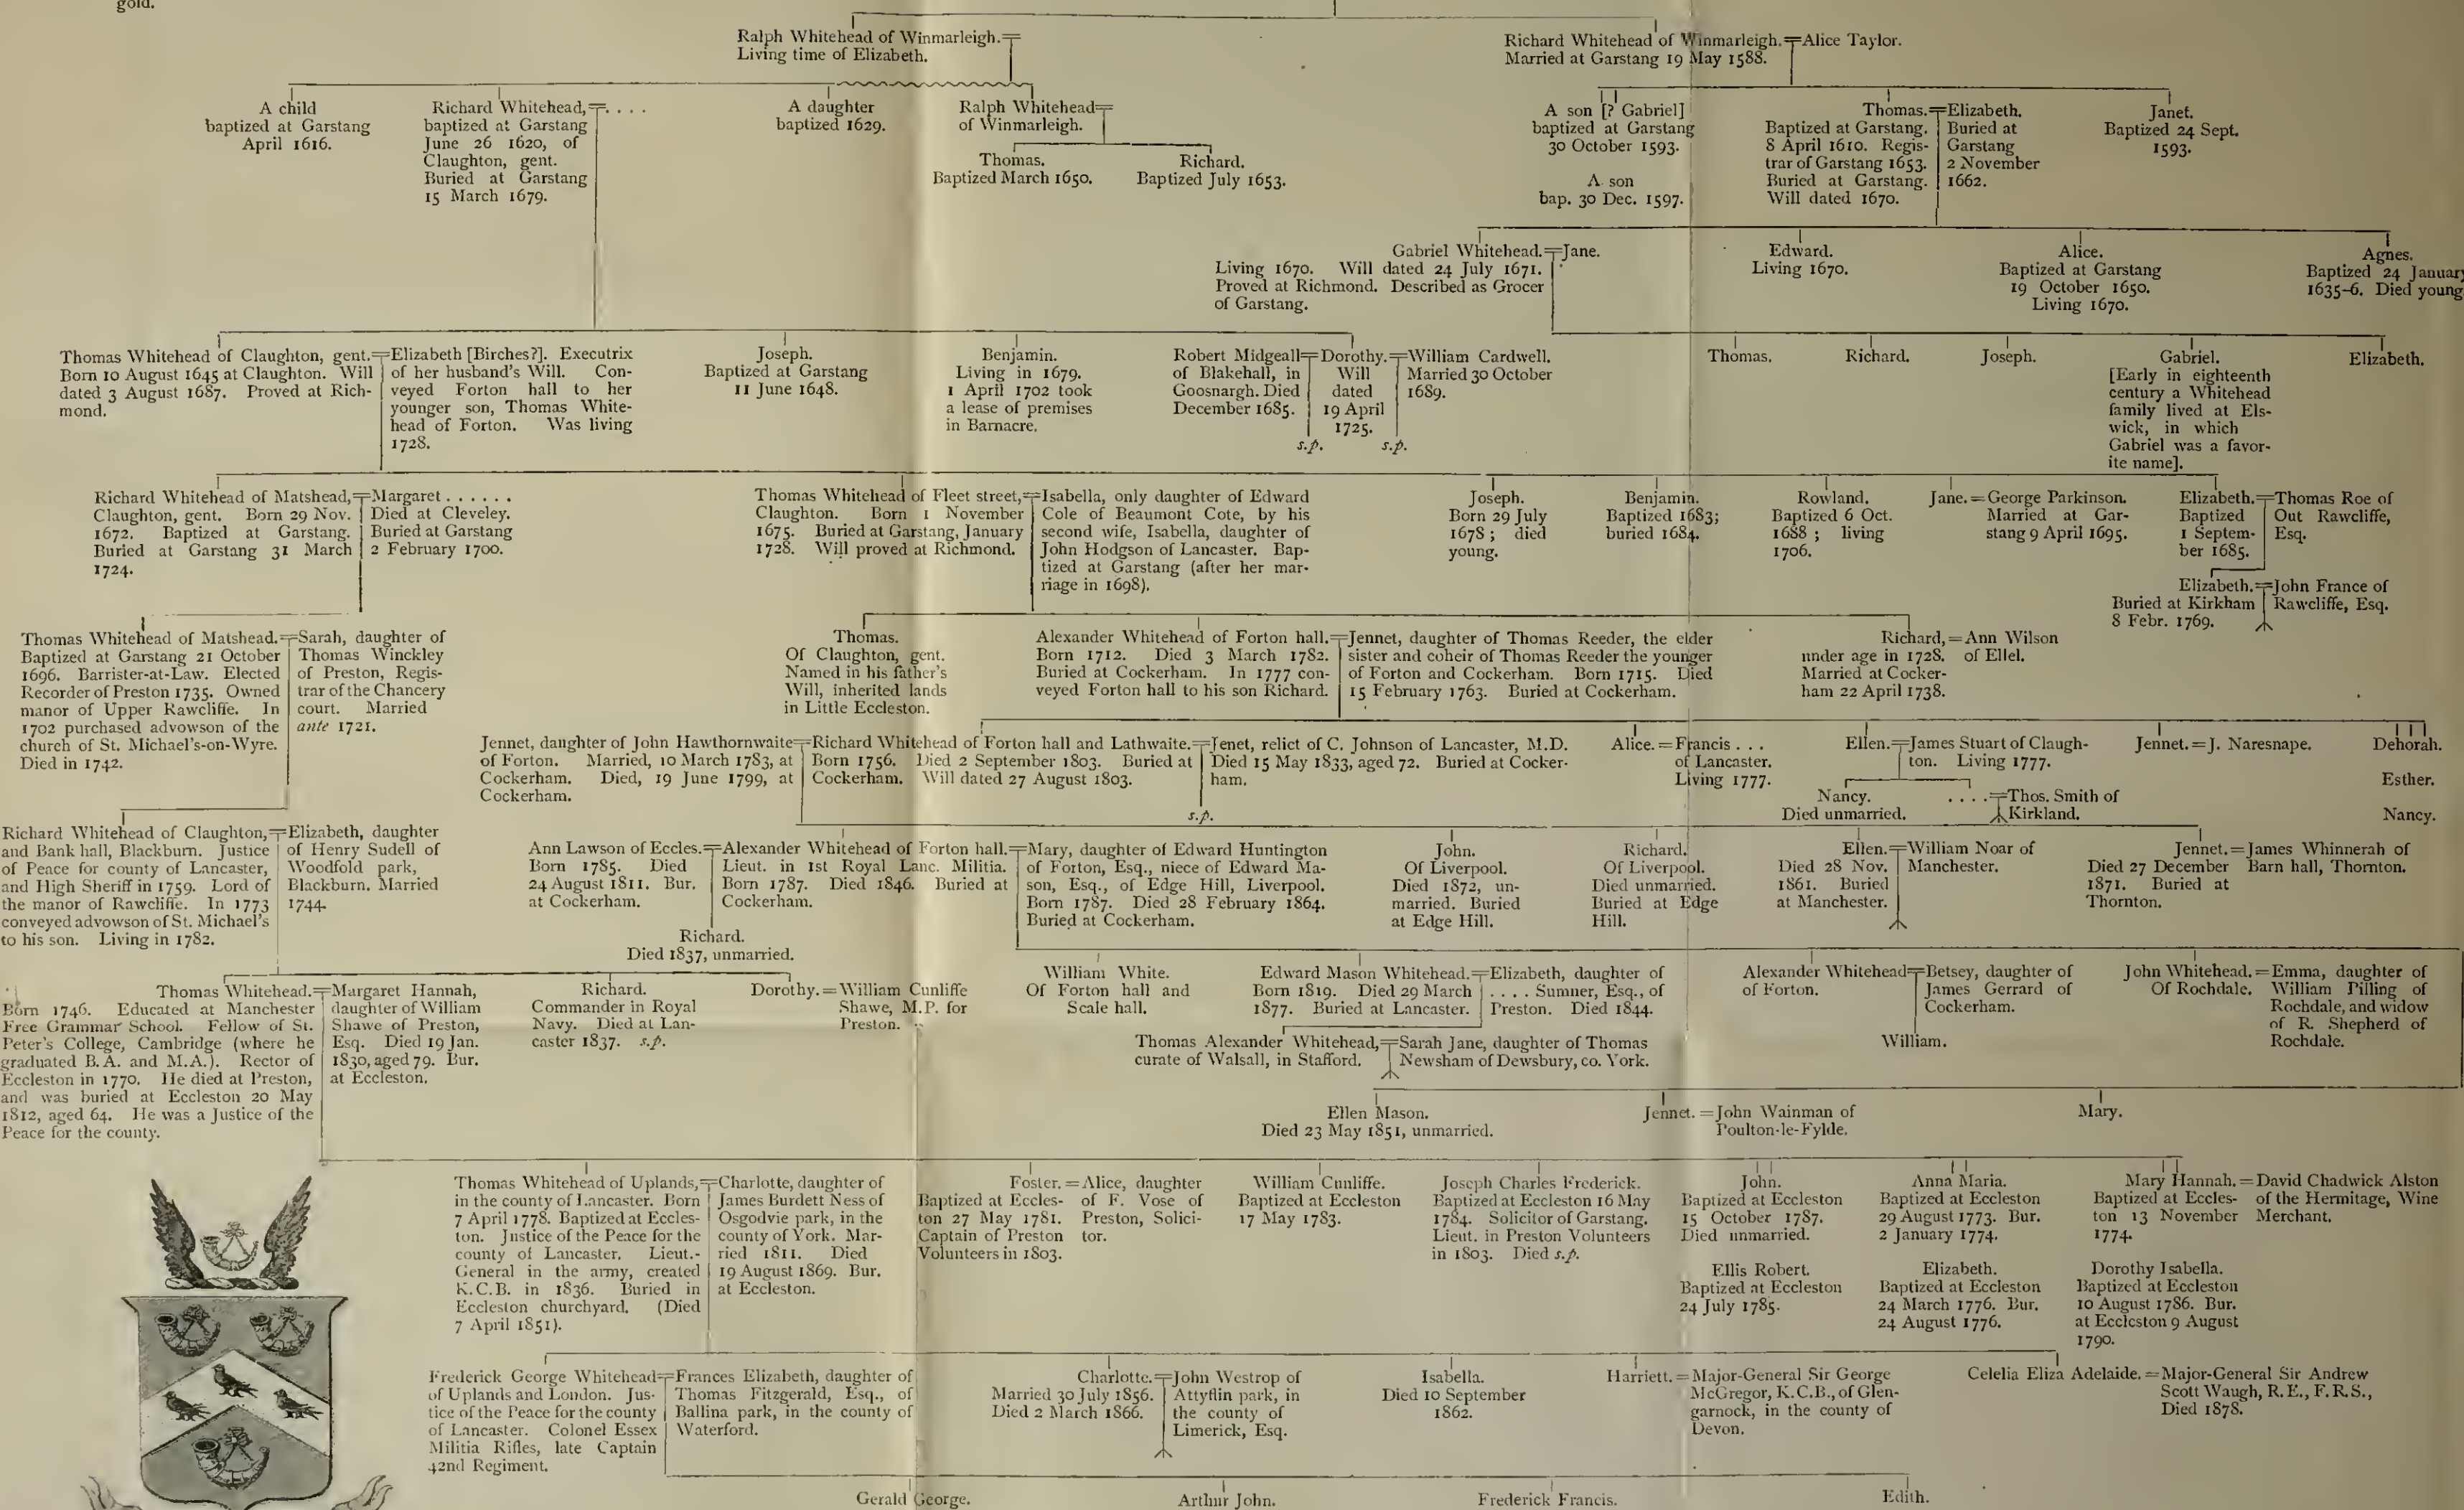 gold.
Ralph Whitehead of Winmarleigh.
Living time of Elizabeth.
Richard Whitehead of Winmarleigh.
Married at Garstang 19 May 1588.
Alice Taylor.
A child
baptized at Garstang
April 1616.
Richard Whitehead,
baptized at Garstang
June 26 1620, of
Claughton, gent.
Buried at Garstang
15 March 1679.
. . . .
A daughter
baptized 1629.
Ralph Whitehead
of Winmarleigh.
Thomas.
Baptized March 1650.
Richard.
Baptized July 1653.
A son [? Gabriel]
baptized at Garstang
30 October 1593.
A son
bap. 30 Dec. 1597.
Thomas.
Baptized at Garstang.
8 April 1610. Regis-
trar of Garstang 1653.
Buried at Garstang.
Will dated 1670.
Elizabeth.
Buried at
Garstang
2 November
1662.
Janet.
Baptized 24 Sept.
1593.
Gabriel Whitehead.
Living 1670. Will dated 24 July 1671.
Proved at Richmond. Described as Grocer
of Garstang.
Jane.
Edward.
Living 1670.
Alice.
Baptized at Garstang
19 October 1650.
Living 1670.
Agnes.
Baptized 24 January
1635-6. Died young
Thomas Whitehead of Claughton, gent.
Born 10 August 1645 at Claughton. Will
dated 3 August 1687. Proved at Rich-
mond.
Elizabeth [Birches?]. Executrix
of her husband's Will. Con-
veyed Forton hall to her
younger son, Thomas White-
head of Forton. Was living
1728.
Joseph.
Baptized at Garstang
11 June 1648.
Benjamin.
Living in 1679.
1 April 1702 took
a lease of premises
in Barnacre.
Robert Midgeall
of Blakehall, in
Goosnargh. Died
December 1685.
Dorothy.
Will
dated
19 April
1725.
William Cardwell.
Married 30 October
1689.
s.p.
s.p.
Thomas.
Richard.
Joseph.
Gabriel.
[Early in eighteenth
century a Whitehead
family lived at Els-
wick, in which
Gabriel was a favor-
ite name].
Elizabeth.
Richard Whitehead of Matshead,
Claughton, gent. Born 29 Nov.
1672. Baptized at Garstang.
Buried at Garstang 31 March
1724.
Margaret . . . . . .
Died at Cleveley.
Buried at Garstang
2 February 1700.
Thomas Whitehead of Fleet street,
Claughton. Born 1 November
1675. Buried at Garstang, January
1728. Will proved at Richmond.
Isabella, only daughter of Edward
Cole of Beaumont Cote, by his
second wife, Isabella, daughter of
John Hodgson of Lancaster. Bap-
tized at Garstang (after her mar-
riage in 1698).
Joseph.
Born 29 July
1678; died
young.
Benjamin.
Baptized 1683;
buried 1684.
Rowland.
Baptized 6 Oct.
1688; living
1706.
Jane. = George Parkinson.
Married at Gar-
stang 9 April 1695.
Elizabeth.
Baptized
1 Septem-
ber 1685.
Thomas Roe of
Out Rawcliffe,
Esq.
Elizabeth.
Buried at Kirkham
8 Febr. 1769.
John France of
Rawcliffe, Esq.
Thomas Whitehead of Matshead.
Baptized at Garstang 21 October
1696. Barrister-at-Law. Elected
Recorder of Preston 1735. Owned
manor of Upper Rawcliffe. In
1702 purchased advowson of the
church of St. Michael's-on-Wyre.
Died in 1742.
Sarah, daughter of
Thomas Winckley
of Preston, Regis-
trar of the Chancery
court. Married
ante 1721.
Thomas.
Of Claughton, gent.
Named in his father's
Will, inherited lands
in Little Eccleston.
Alexander Whitehead of Forton hall.
Born 1712. Died 3 March 1782.
Buried at Cockerham. In 1777 con-
veyed Forton hall to his son Richard.
Jennet, daughter of Thomas Reeder, the elder
sister and coheir of Thomas Reeder the younger
of Forton and Cockerham. Born 1715. Died
15 February 1763. Buried at Cockerham.
Richard, = Ann Wilson
under age in 1728. of Ellel.
Married at Cocker-
ham 22 April 1738.
Jennet, daughter of John Hawthornwaite
of Forton. Married, 10 March 1783, at
Cockerham. Died, 19 June 1799, at
Cockerham.
Richard Whitehead of Forton hall and Lathwaite.
Born 1756. Died 2 September 1803. Buried at
Cockerham. Will dated 27 August 1803.
Jenet, relict of C. Johnson of Lancaster, M.D.
Died 15 May 1833, aged 72. Buried at Cocker-
ham.
s.p.
Alice. = Francis . . .
of Lancaster.
Living 1777.
Ellen.
James Stuart of Claugh-
ton. Living 1777.
Nancy.
Died unmarried.
. . . .
Thos. Smith of
Kirkland.
Jennet. = J. Naresnape.
Dehorah.
Esther.
Nancy.
Richard Whitehead of Claughton,
and Bank hall, Blackburn. Justice
of Peace for county of Lancaster,
and High Sheriff in 1759. Lord of
the manor of Rawcliffe. In 1773
conveyed advowson of St. Michael's
to his son. Living in 1782.
Elizabeth, daughter
of Henry Sudell of
Woodfold park,
Blackburn. Married
1744.
Ann Lawson of Eccles.
Born 1785. Died
24 August 1811. Bur.
at Cockerham.
Alexander Whitehead of Forton hall.
Lieut. in 1st Royal Lanc. Militia.
Born 1787. Died 1846. Buried at
Cockerham.
Mary, daughter of Edward Huntington
of Forton, Esq., niece of Edward Ma-
son, Esq., of Edge Hill, Liverpool.
Born 1787. Died 28 February 1864.
Buried at Cockerham.
John.
Of Liverpool.
Died 1872, un-
married. Buried
at Edge Hill.
Richard.
Of Liverpool.
Died unmarried.
Buried at Edge
Hill.
Ellen.
Died 28 Nov.
1861. Buried
at Manchester.
William Noar of
Manchester.
Jennet. = James Whinnerah of
Died 27 December Barn hall, Thornton.
1871. Buried at
Thornton.
Richard.
Died 1837, unmarried.
Thomas Whitehead.
Born 1746. Educated at Manchester
Free Grammar School. Fellow of St.
Peter's College, Cambridge (where he
graduated B.A. and M.A.). Rector of
Eccleston in 1770. He died at Preston,
and was buried at Eccleston 20 May
1812, aged 64. He was a Justice of the
Peace for the county.
Margaret Hannah,
daughter of William
Shawe of Preston,
Esq. Died 19 Jan.
1830, aged 79. Bur.
at Eccleston.
Richard.
Commander in Royal
Navy. Died at Lan-
caster 1837. s.p.
Dorothy. = William Cunliffe
Shawe, M.P. for
Preston.
William White.
Of Forton hall and
Scale hall.
Edward Mason Whitehead.
Born 1819. Died 29 March
1877. Buried at Lancaster.
Elizabeth, daughter of
. . . . Sumner, Esq., of
Preston. Died 1844.
Thomas Alexander Whitehead,
curate of Walsall, in Stafford.
Sarah Jane, daughter of Thomas
Newsham of Dewsbury, co. York.
Alexander Whitehead
of Forton.
Betsey, daughter of
James Gerrard of
Cockerham.
William.
John Whitehead. = Emma, daughter of
Of Rochdale. William Pilling of
Rochdale, and widow
of R. Shepherd of
Rochdale.
Ellen Mason.
Died 23 May 1851, unmarried.
Jennet. = John Wainman of
Poulton-le-Fylde.
Mary.
Thomas Whitehead of Uplands,
in the county of Lancaster. Born
7 April 1778. Baptized at Eccles-
ton. Justice of the Peace for the
county of Lancaster. Lieut.-
General in the army, created
K.C.B. in 1836. Buried in
Eccleston churchyard. (Died
7 April 1851).
Charlotte, daughter of
James Burdett Ness of
Osgodvie park, in the
county of York. Mar-
ried 1811. Died
19 August 1869. Bur.
at Eccleston.
Foster. = Alice, daughter
Baptized at Eccles- of F. Vose of
ton 27 May 1781. Preston, Solici-
Captain of Preston tor.
Volunteers in 1803.
William Cunliffe.
Baptized at Eccleston
17 May 1783.
Joseph Charles Frederick.
Baptized at Eccleston 16 May
1784. Solicitor of Garstang.
Lieut. in Preston Volunteers
in 1803. Died s.p.
John.
Baptized at Eccleston
15 October 1787.
Died unmarried.
Ellis Robert.
Baptized at Eccleston
24 July 1785.
Anna Maria.
Baptized at Eccleston
29 August 1773. Bur.
2 January 1774.
Elizabeth.
Baptized at Eccleston
24 March 1776. Bur.
24 August 1776.
Mary Hannah. = David Chadwick Alston
Baptized at Eccles- of the Hermitage, Wine
ton 13 November Merchant.
1774.
Dorothy Isabella.
Baptized at Eccleston
10 August 1786. Bur.
at Eccleston 9 August
1790.
Frederick George Whitehead
of Uplands and London. Jus-
tice of the Peace for the county
of Lancaster. Colonel Essex
Militia Rifles, late Captain
42nd Regiment.
Frances Elizabeth, daughter of
Thomas Fitzgerald, Esq., of
Ballina park, in the county of
Waterford.
Charlotte.
Married 30 July 1856.
Died 2 March 1866.
John Westrop of
Attyflin park, in
the county of
Limerick, Esq.
Isabella.
Died 10 September
1862.
Harriett. = Major-General Sir George
McGregor, K.C.B., of Glen-
garnock, in the county of
Devon.
Celelia Eliza Adelaide. = Major-General Sir Andrew
Scott Waugh, R.E., F.R.S.,
Died 1878.
Gerald George.
Arthur John.
Frederick Francis.
Edith.